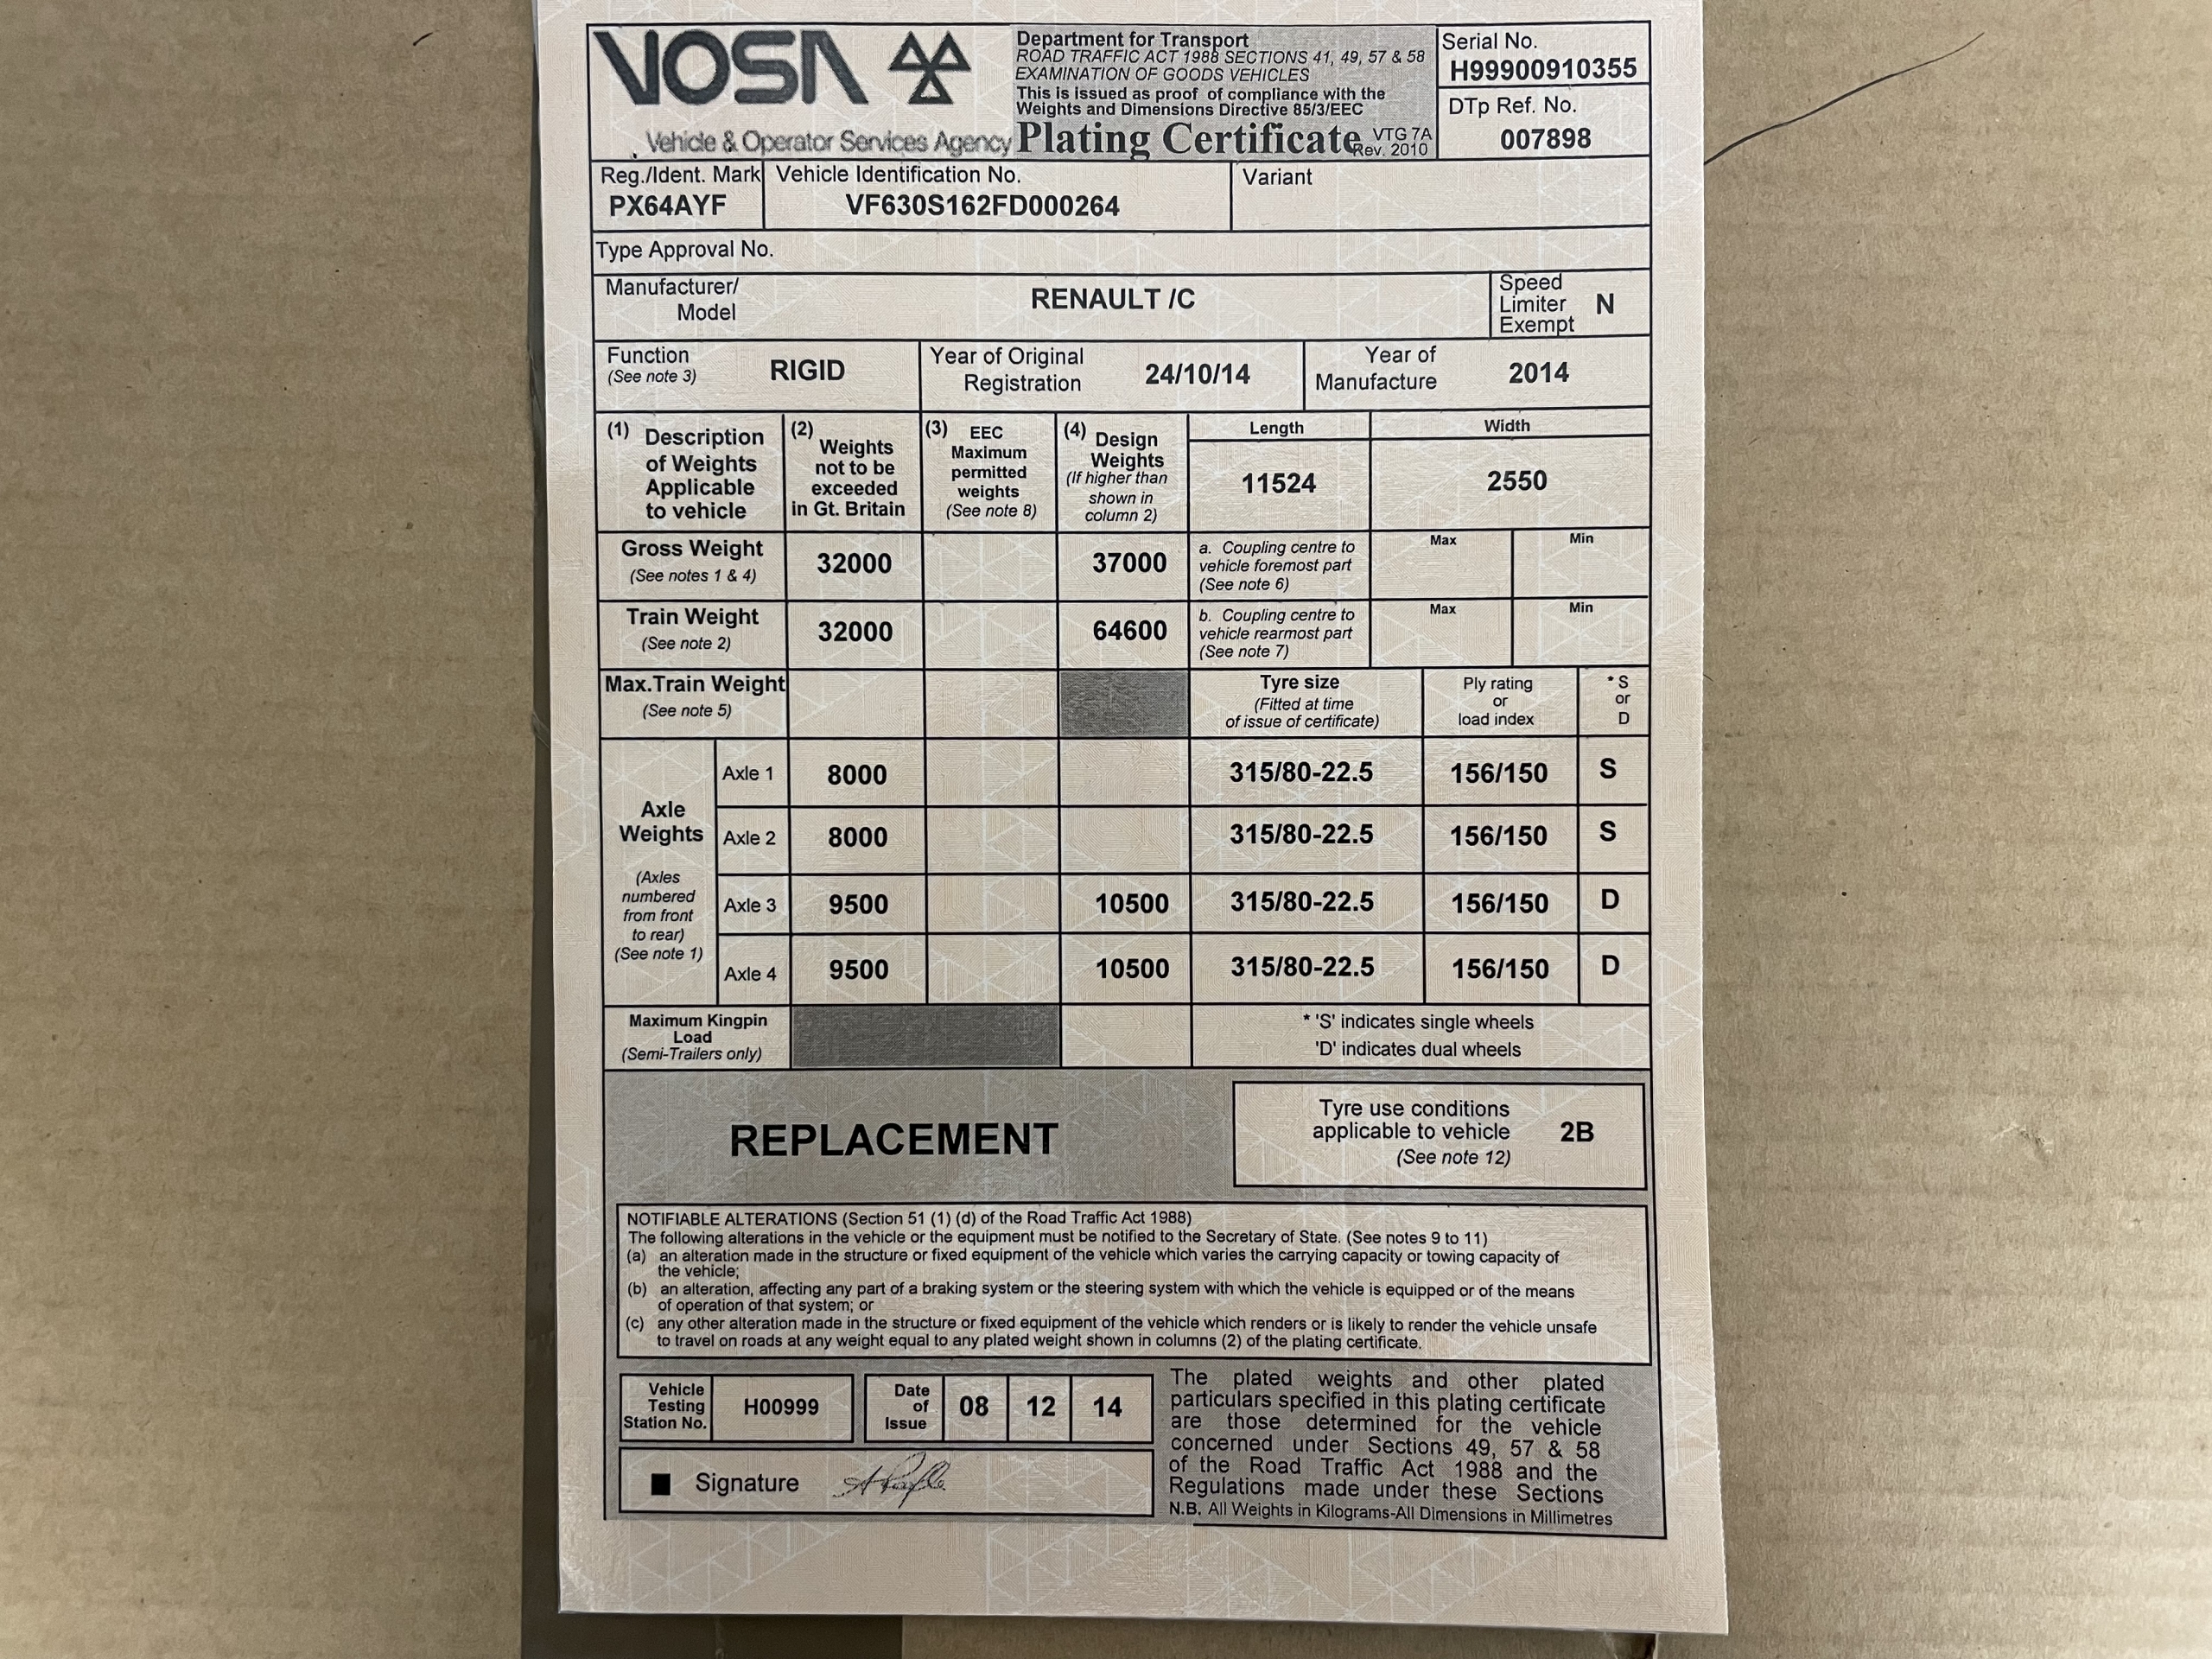 VOSA
Vehicle & Operator Services Agency
Department for Transport
ROAD TRAFFIC ACT 1988 SECTIONS 41, 49, 57 & 58
EXAMINATION OF GOODS VEHICLES
This is issued as proof of compliance with the
Weights and Dimensions Directive 85/3/EEC
Plating Certificate VTG 7A
Rev. 2010
Serial No.
H99900910355
DTp Ref. No.
007898
Reg./Ident. Mark
PX64AYF
Vehicle Identification No.
VF630S162FD000264
Variant
Type Approval No.
Manufacturer/
Model
RENAULT /C
Speed
Limiter
Exempt
N
Function
(See note 3)
RIGID
Year of Original
Registration
24/10/14
Year of
Manufacture
2014
(1) Description
of Weights
Applicable
to vehicle
(2) Weights
not to be
exceeded
in Gt. Britain
(3) EEC
Maximum
permitted
weights
(See note 8)
(4) Design
Weights
(If higher than
shown in
column 2)
Length
11524
Width
2550
Gross Weight
(See notes 1 & 4)
32000
37000
a. Coupling centre to
vehicle foremost part
(See note 6)
Max
Min
Train Weight
(See note 2)
32000
64600
b. Coupling centre to
vehicle rearmost part
(See note 7)
Max
Min
Max.Train Weight
(See note 5)
Tyre size
(Fitted at time
of issue of certificate)
Ply rating
or
load index
* S
or
D
Axle
Weights
(Axles
numbered
from front
to rear)
(See note 1)
Axle 1 8000 315/80-22.5 156/150 S
Axle 2 8000 315/80-22.5 156/150 S
Axle 3 9500 10500 315/80-22.5 156/150 D
Axle 4 9500 10500 315/80-22.5 156/150 D
Maximum Kingpin
Load
(Semi-Trailers only)
* 'S' indicates single wheels
'D' indicates dual wheels
REPLACEMENT
Tyre use conditions
applicable to vehicle
(See note 12)
2B
NOTIFIABLE ALTERATIONS (Section 51 (1) (d) of the Road Traffic Act 1988)
The following alterations in the vehicle or the equipment must be notified to the Secretary of State. (See notes 9 to 11)
(a) an alteration made in the structure or fixed equipment of the vehicle which varies the carrying capacity or towing capacity of
the vehicle;
(b) an alteration, affecting any part of a braking system or the steering system with which the vehicle is equipped or of the means
of operation of that system; or
(c) any other alteration made in the structure or fixed equipment of the vehicle which renders or is likely to render the vehicle unsafe
to travel on roads at any weight equal to any plated weight shown in columns (2) of the plating certificate.
Vehicle
Testing
Station No.
H00999
Date
of
Issue
08 12 14
Signature
The plated weights and other plated
particulars specified in this plating certificate
are those determined for the vehicle
concerned under Sections 49, 57 & 58
of the Road Traffic Act 1988 and the
Regulations made under these Sections
N.B. All Weights in Kilograms-All Dimensions in Millimetres